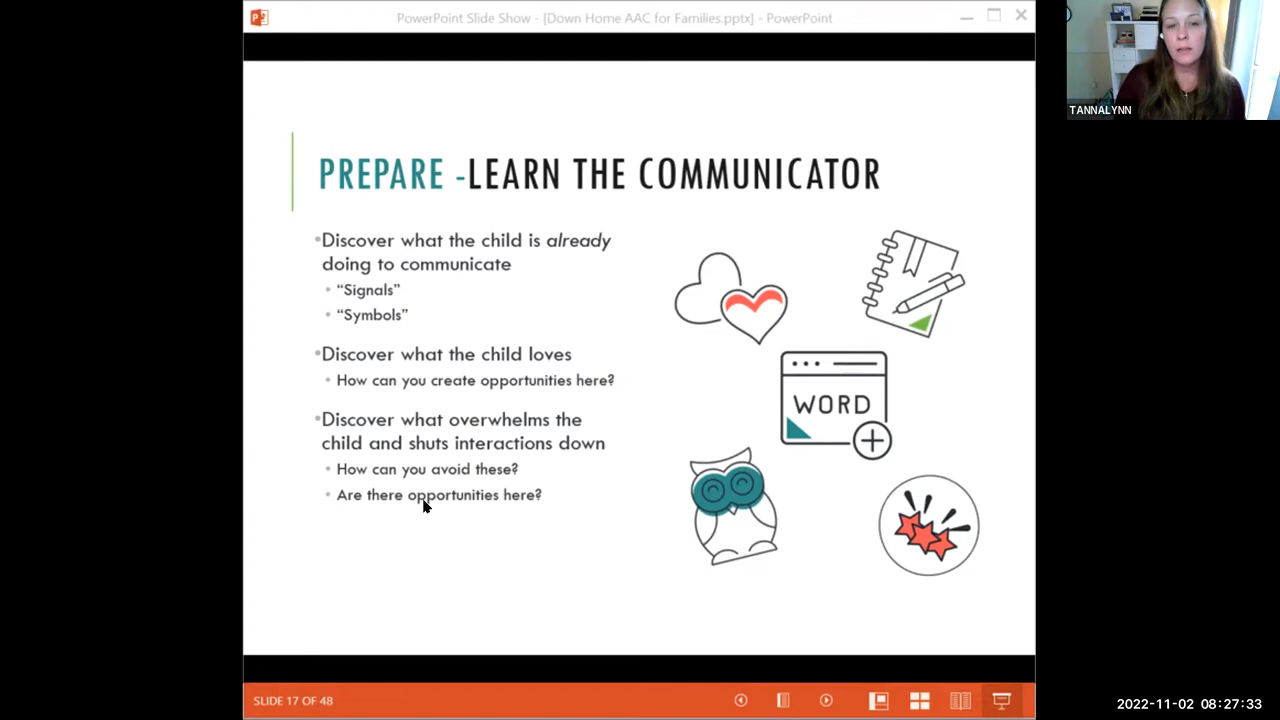 PowerPoint Slide Show - [Down Home AAC for Families.pptx] - PowerPoint
TANNALYNN
PREPARE -LEARN THE COMMUNICATOR
•Discover what the child is already
doing to communicate
• “Signals”
• “Symbols”
•Discover what the child loves
• How can you create opportunities here?
•Discover what overwhelms the
child and shuts interactions down
• How can you avoid these?
• Are there opportunities here?
WORD
SLIDE 17 OF 48
2022-11-02 08:27:33